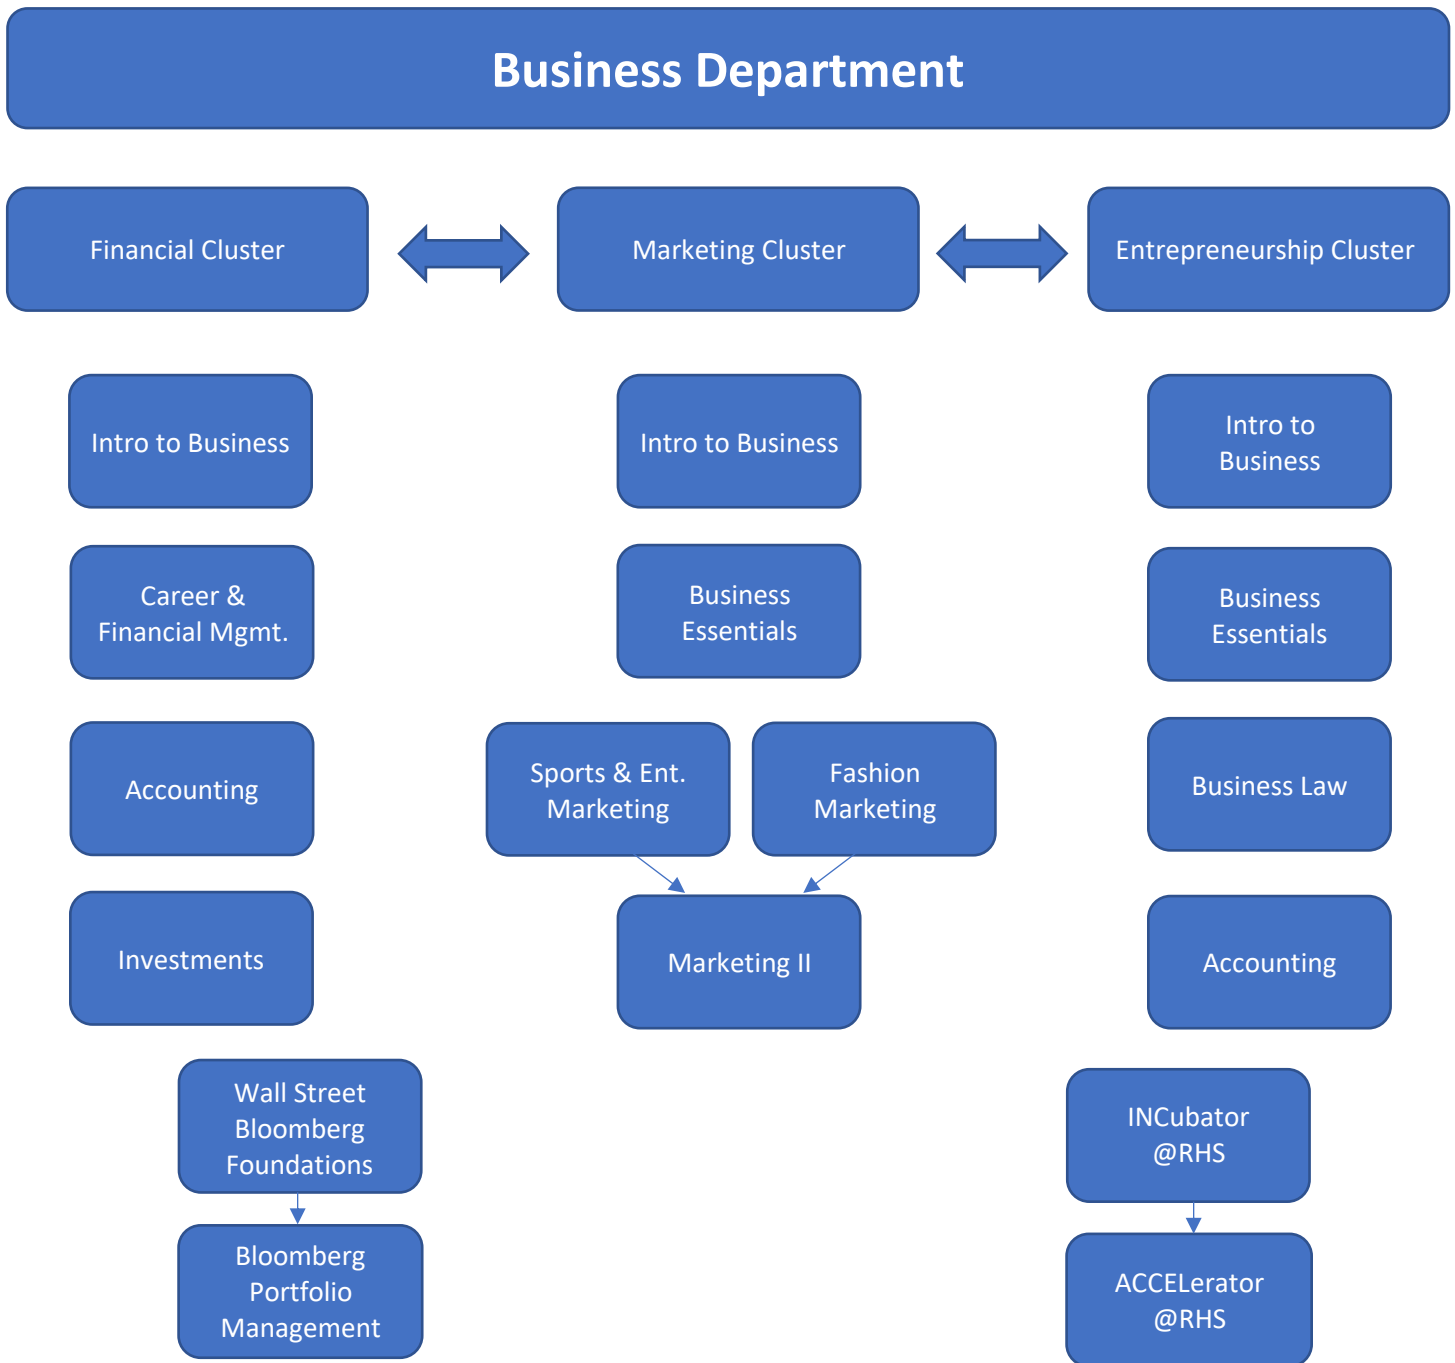 Business Department
Financial Cluster
Marketing Cluster
Entrepreneurship Cluster
Intro to Business
Intro to Business
Intro to
Business
Career &
Financial Mgmt.
Business
Essentials
Business
Essentials
Accounting
Sports & Ent.
Marketing
Fashion
Marketing
Business Law
Investments
Marketing II
Accounting
Wall Street
Bloomberg
Foundations
INCubator
@RHS
Bloomberg
Portfolio
Management
ACCELerator
@RHS